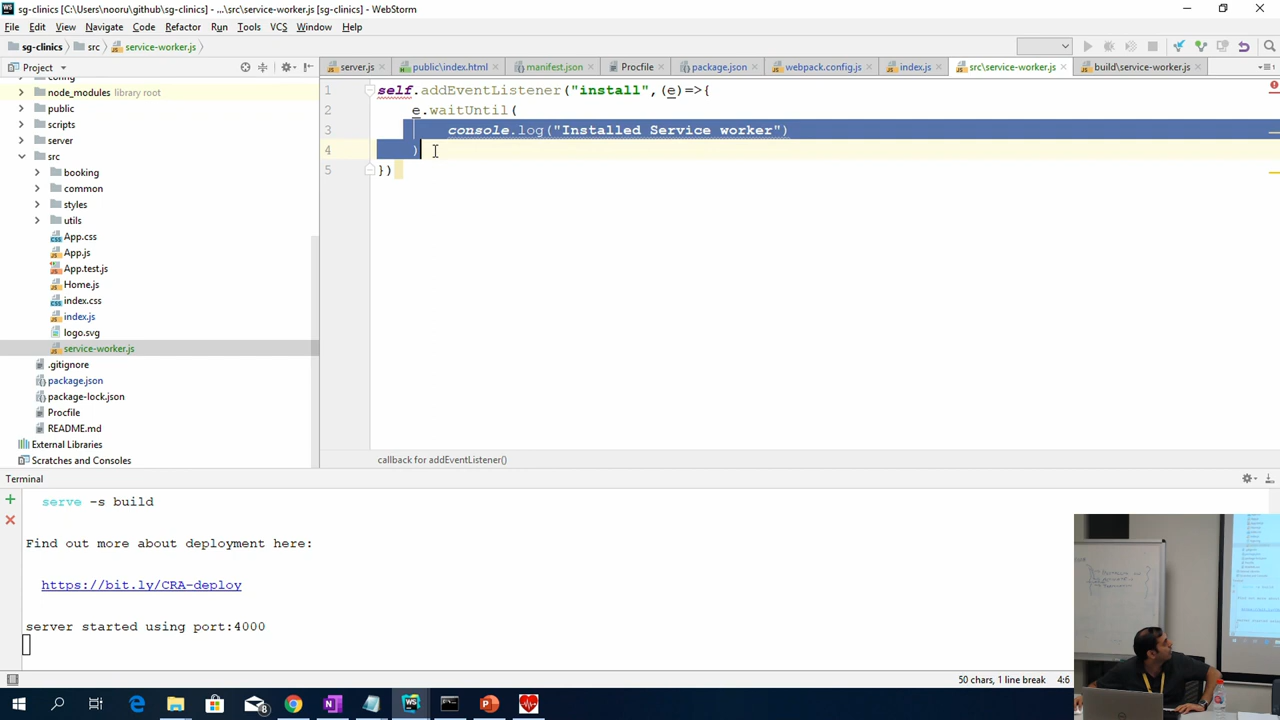 sg-clinics [C:\Users\nooru\github\sg-clinics] - ...\src\service-worker.js [sg-clinics] - WebStorm
File Edit View Navigate Code Refactor Run Tools VCS Window Help
sg-clinics src service-worker.js
Project
server.js public\index.html manifest.json Procfile package.json webpack.config.js index.js src\service-worker.js build\service-worker.js
config
node_modules library root
public
scripts
server
src
booking
common
styles
utils
App.css
App.js
App.test.js
Home.js
index.css
index.js
logo.svg
service-worker.js
.gitignore
package.json
package-lock.json
Procfile
README.md
External Libraries
Scratches and Consoles
1 self.addEventListener("install",(e)=>{
2 e.waitUntil(
3 console.log("Installed Service worker")
4 )
5 })
callback for addEventListener()
Terminal
serve -s build
Find out more about deployment here:
https://bit.ly/CRA-deploy
server started using port:4000
50 chars, 1 line break 4:6